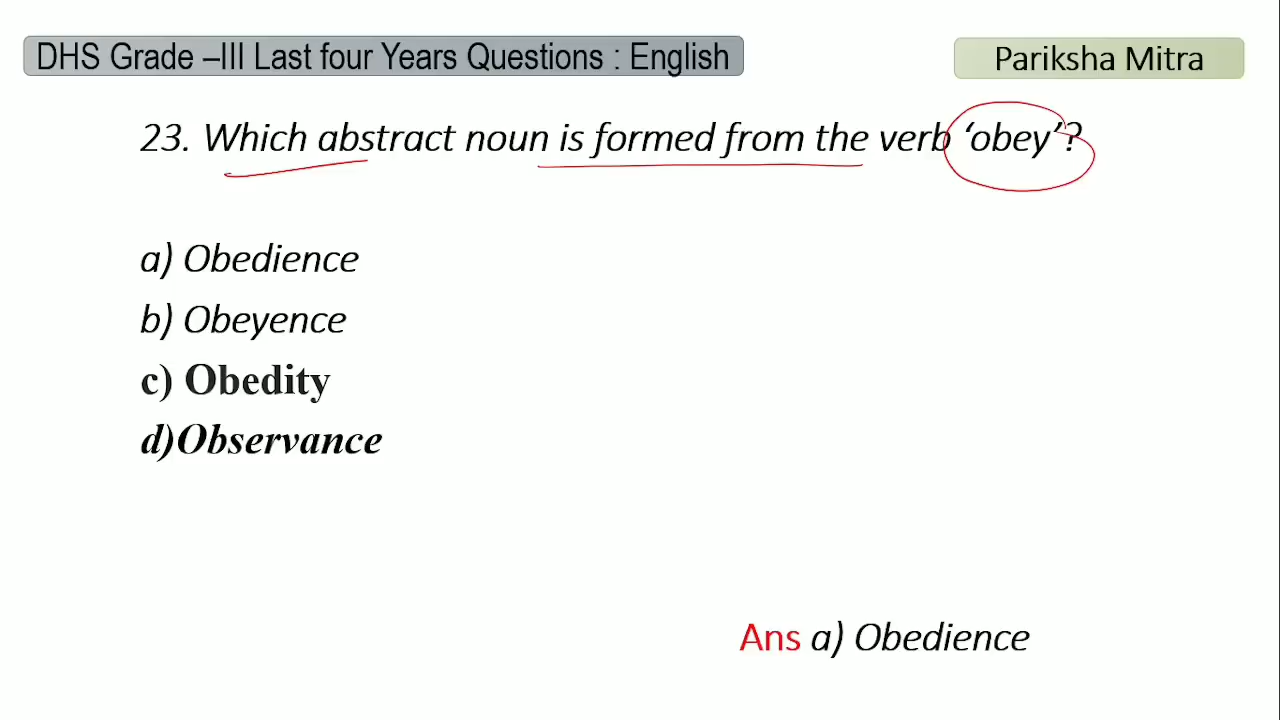 DHS Grade –III Last four Years Questions : English
Pariksha Mitra
23. Which abstract noun is formed from the verb ‘obey’?
a) Obedience
b) Obeyence
c) Obedity
d)Observance
Ans a) Obedience